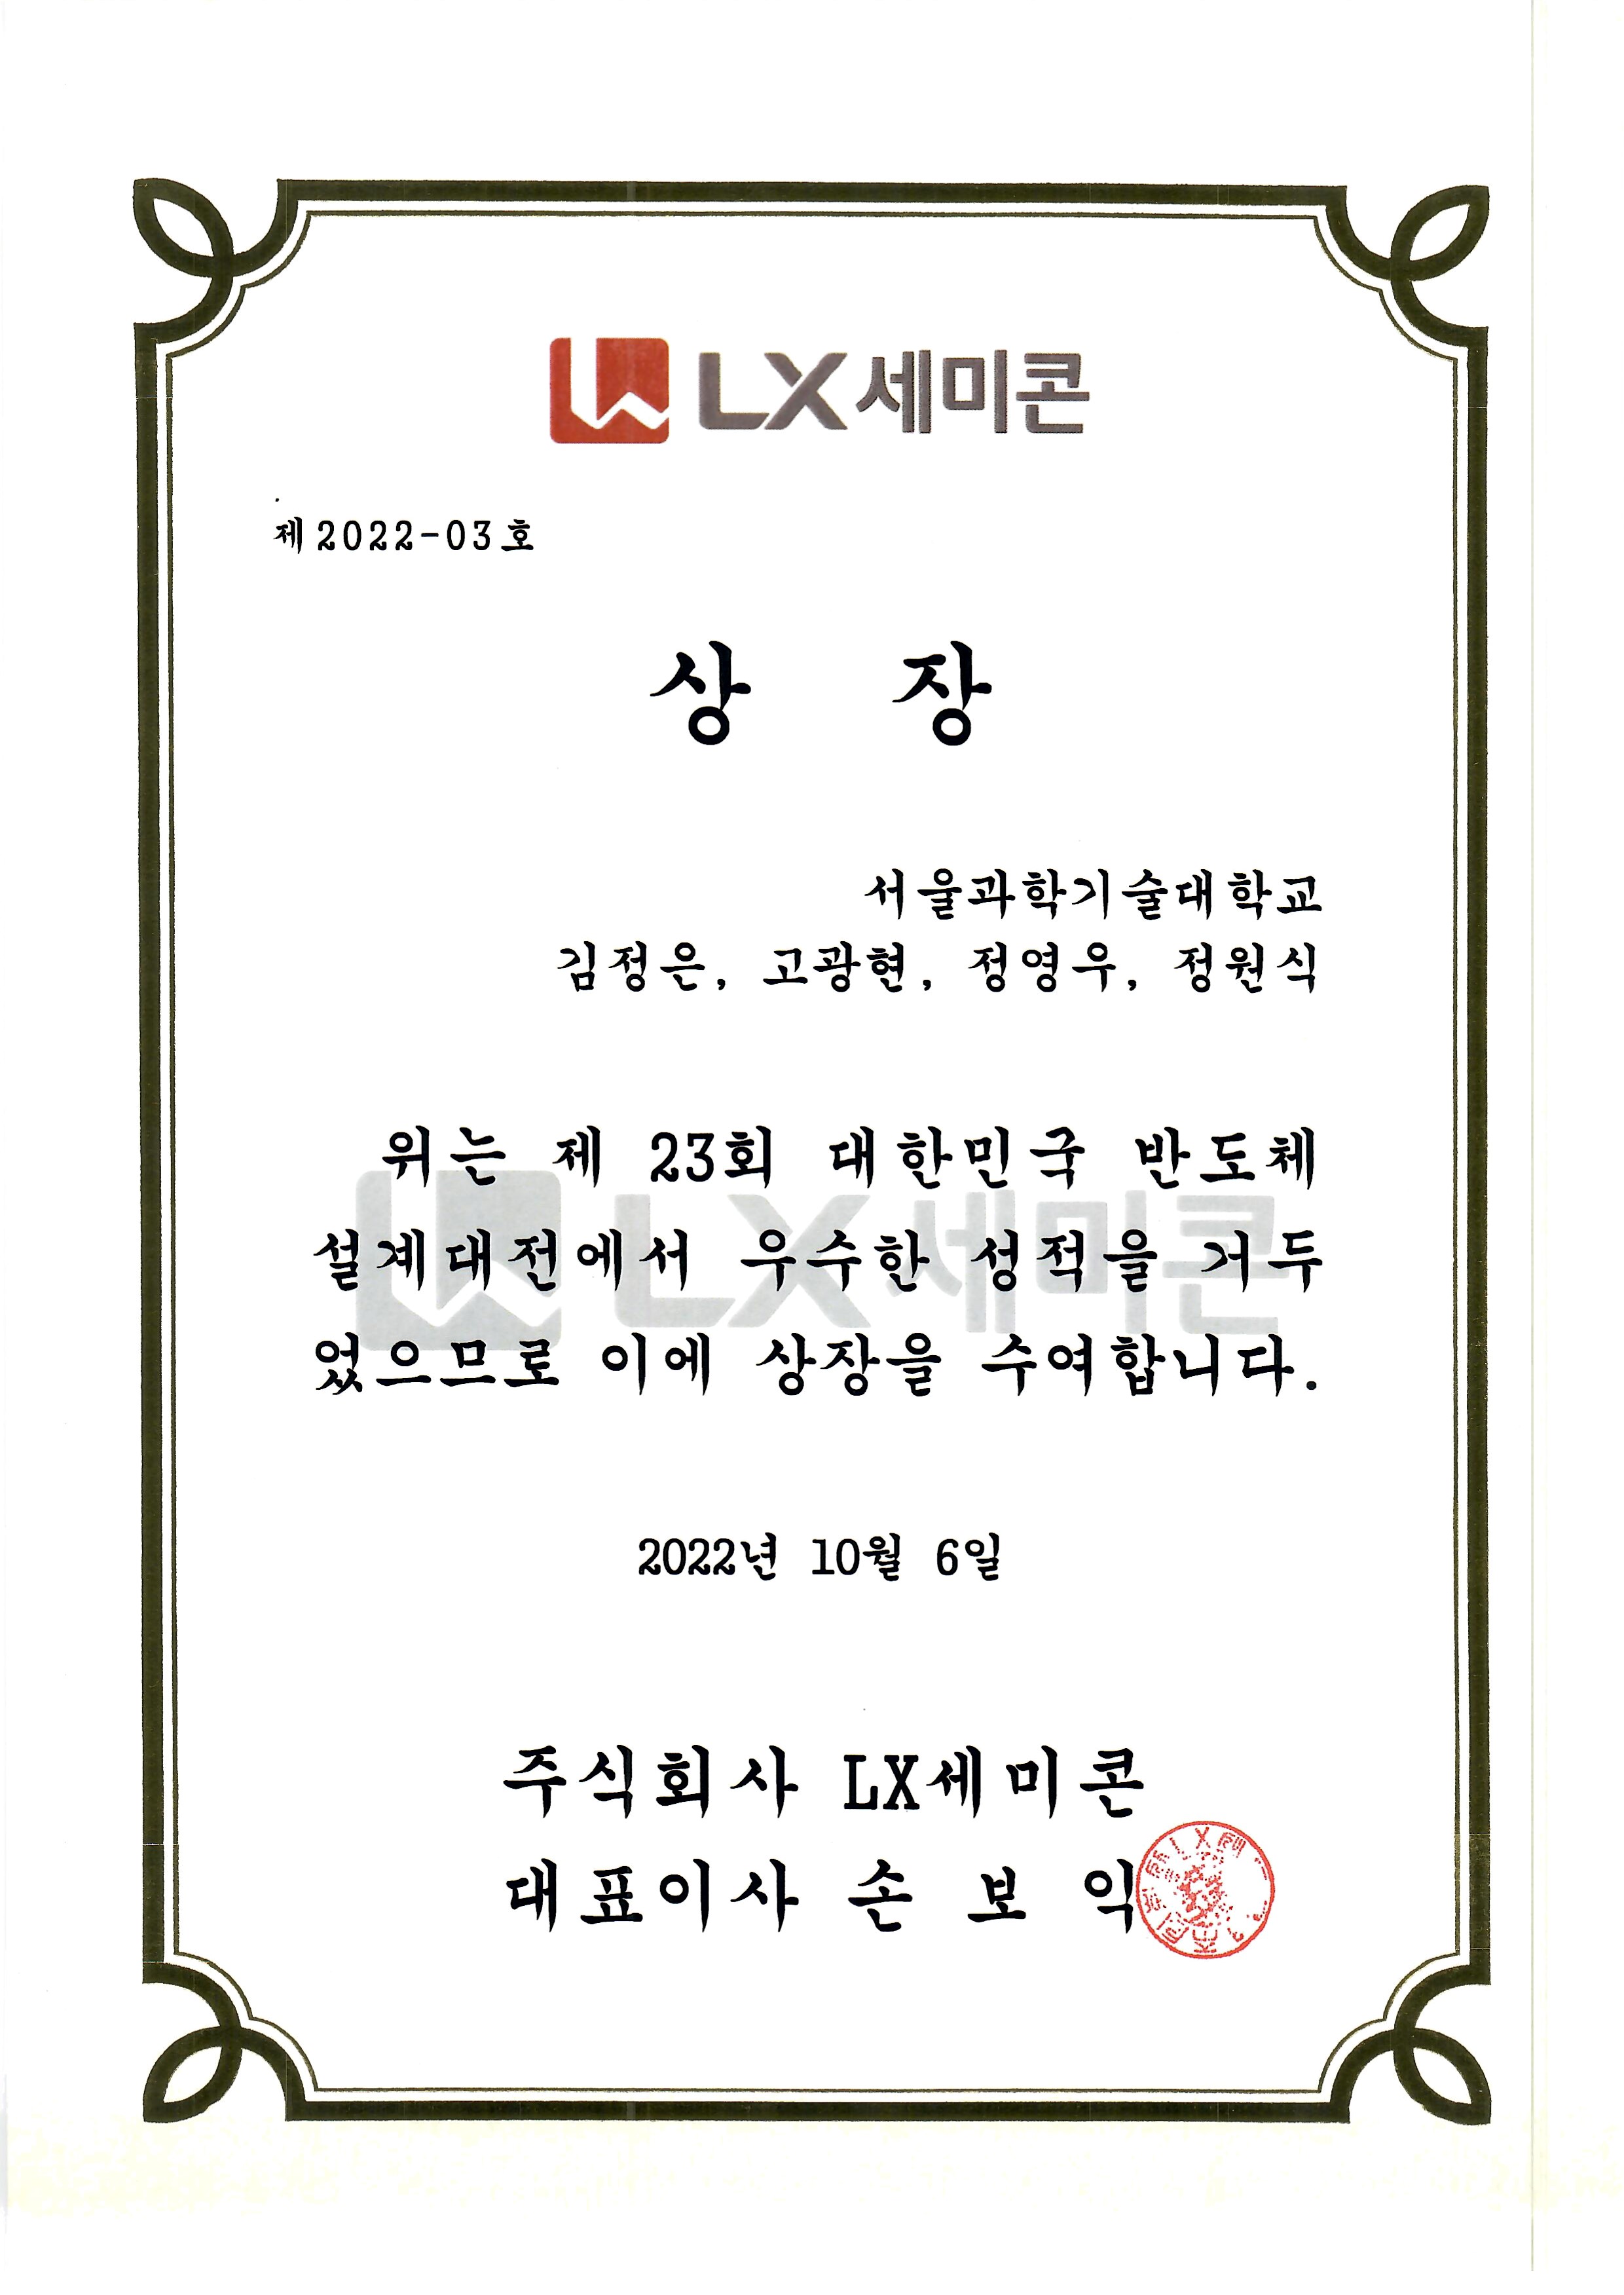 LX세미콘
제2022-03호
상 장
서울과학기술대학교
김정은, 고광현, 정영우, 정원식
위는 제 23회 대한민국 반도체
설계대전에서 우수한 성적을 거두
었으므로 이에 상장을 수여합니다.
LX세미콘
2022년 10월 6일
주식회사 LX세미콘
대표이사 손 보 익